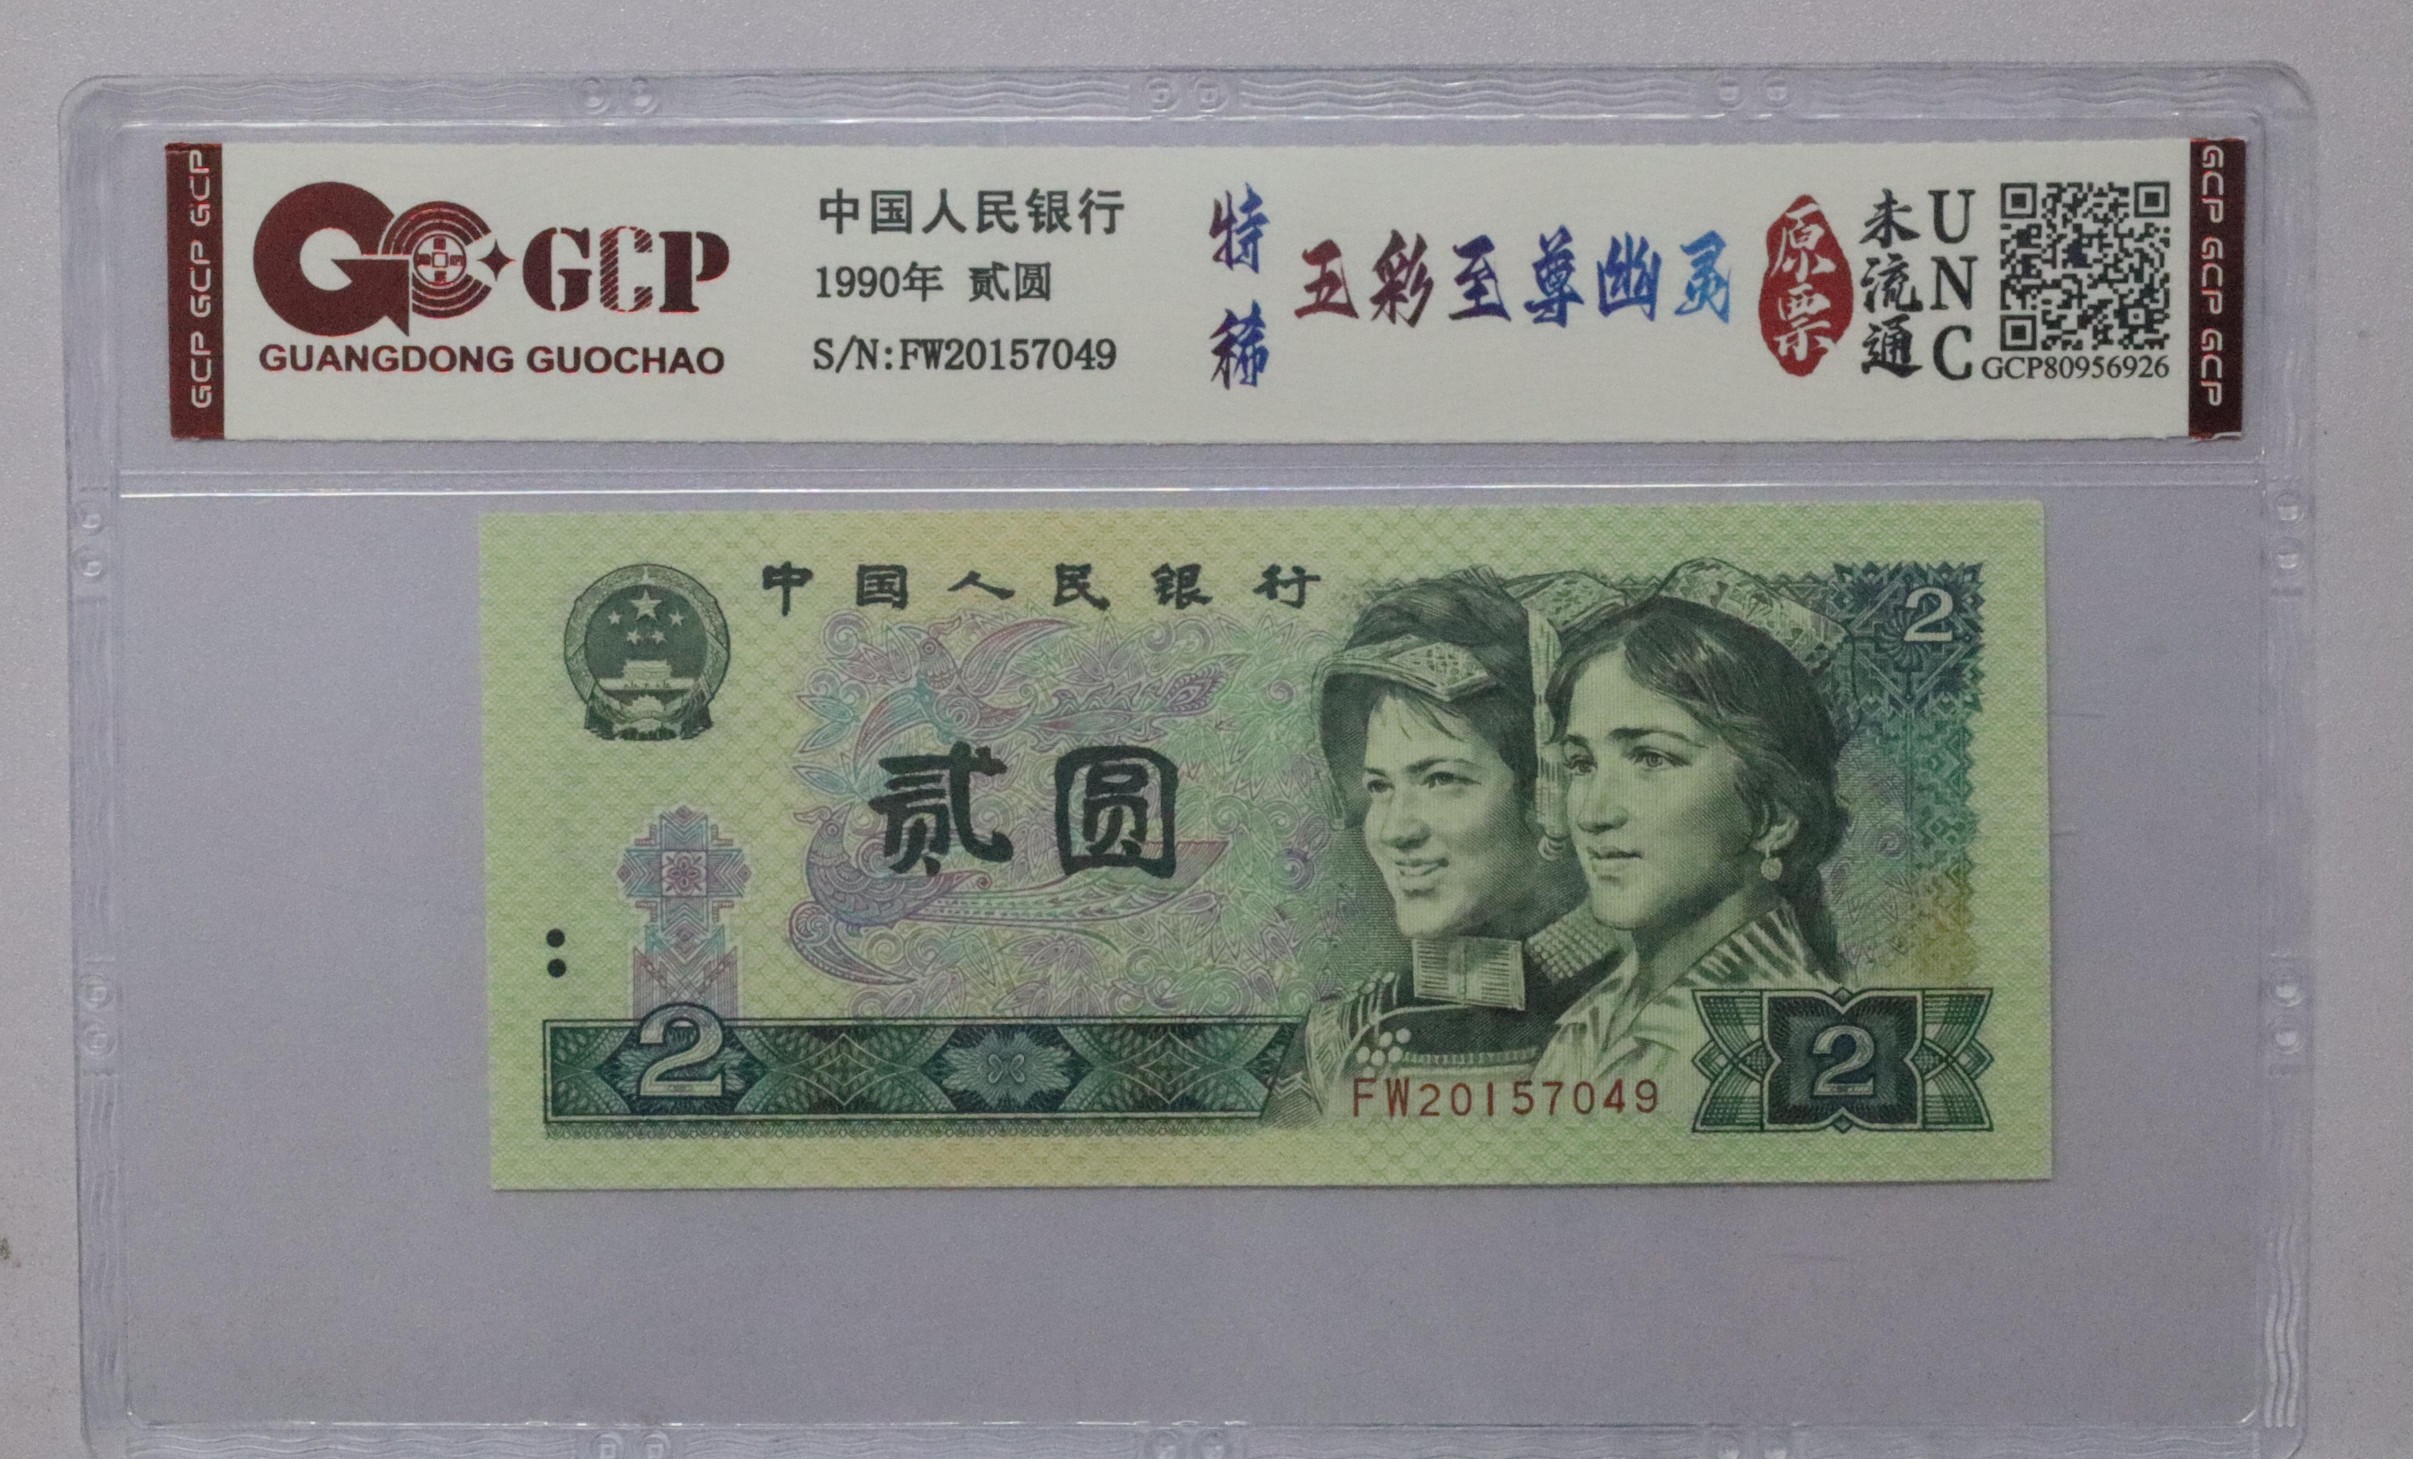 GCP GCP GCP
GCP
GUANGDONG GUOCHAO
中国人民银行
1990年 贰圆
S/N:FW20157049
特稀
五彩至尊幽灵
原票
未流通
UNC
GCP80956926
GCP GCP GCP
中国人民银行
2
贰圆
2
FW20157049
2